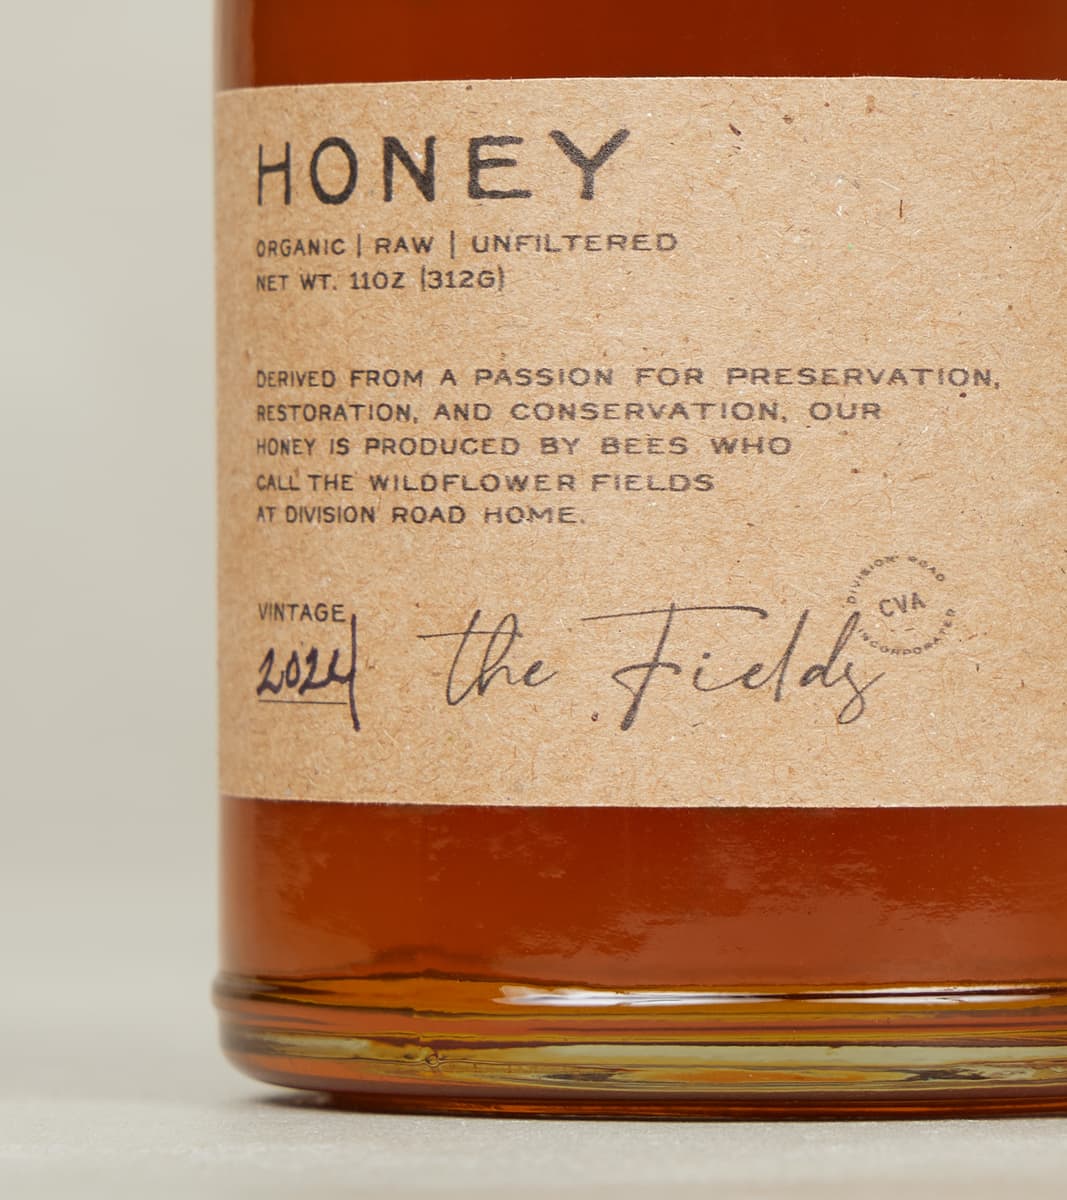 HONEY
ORGANIC | RAW | UNFILTERED
NET WT. 11OZ (312G)
DERIVED FROM A PASSION FOR PRESERVATION,
RESTORATION, AND CONSERVATION, OUR
HONEY IS PRODUCED BY BEES WHO
CALL THE WILDFLOWER FIELDS
AT DIVISION ROAD HOME.
VINTAGE
2024
the Fields
DIVISION ROAD
CVA
INCORPORATED